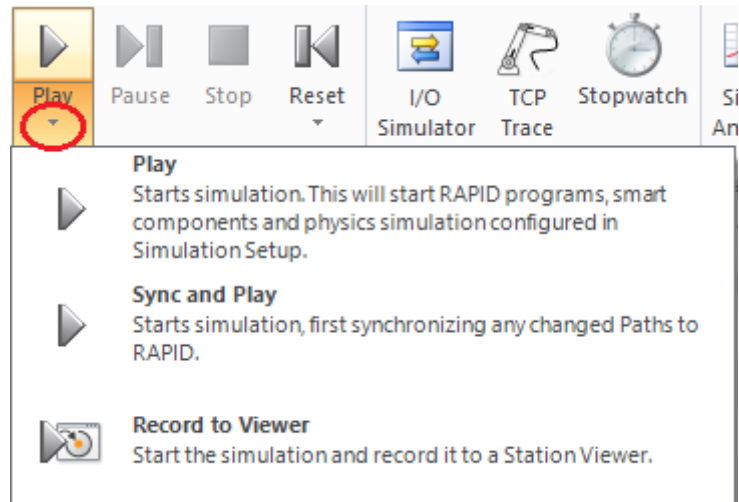 Play
Pause
Stop
Reset
I/O
Simulator
TCP
Trace
Stopwatch
Si
An
Play
Starts simulation. This will start RAPID programs, smart
components and physics simulation configured in
Simulation Setup.
Sync and Play
Starts simulation, first synchronizing any changed Paths to
RAPID.
Record to Viewer
Start the simulation and record it to a Station Viewer.